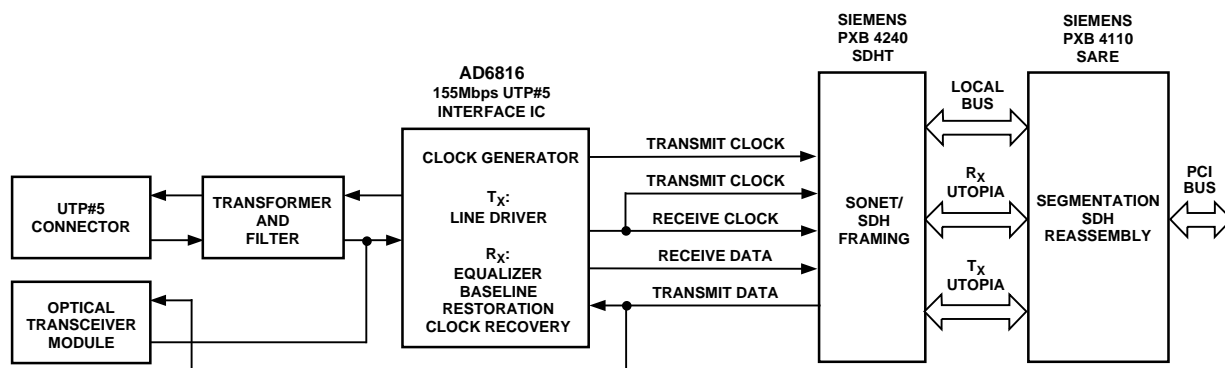 SIEMENS
PXB 4240
SDHT
SIEMENS
PXB 4110
SARE
AD6816
155Mbps UTP#5
INTERFACE IC
LOCAL
BUS
CLOCK GENERATOR
TRANSMIT CLOCK
UTP#5
CONNECTOR
TRANSFORMER
AND
FILTER
TX:
LINE DRIVER
TRANSMIT CLOCK
RECEIVE CLOCK
SONET/
SDH
FRAMING
RX
UTOPIA
SEGMENTATION
SDH
REASSEMBLY
PCI
BUS
RX:
EQUALIZER
BASELINE
RESTORATION
CLOCK RECOVERY
RECEIVE DATA
TRANSMIT DATA
TX
UTOPIA
OPTICAL
TRANSCEIVER
MODULE